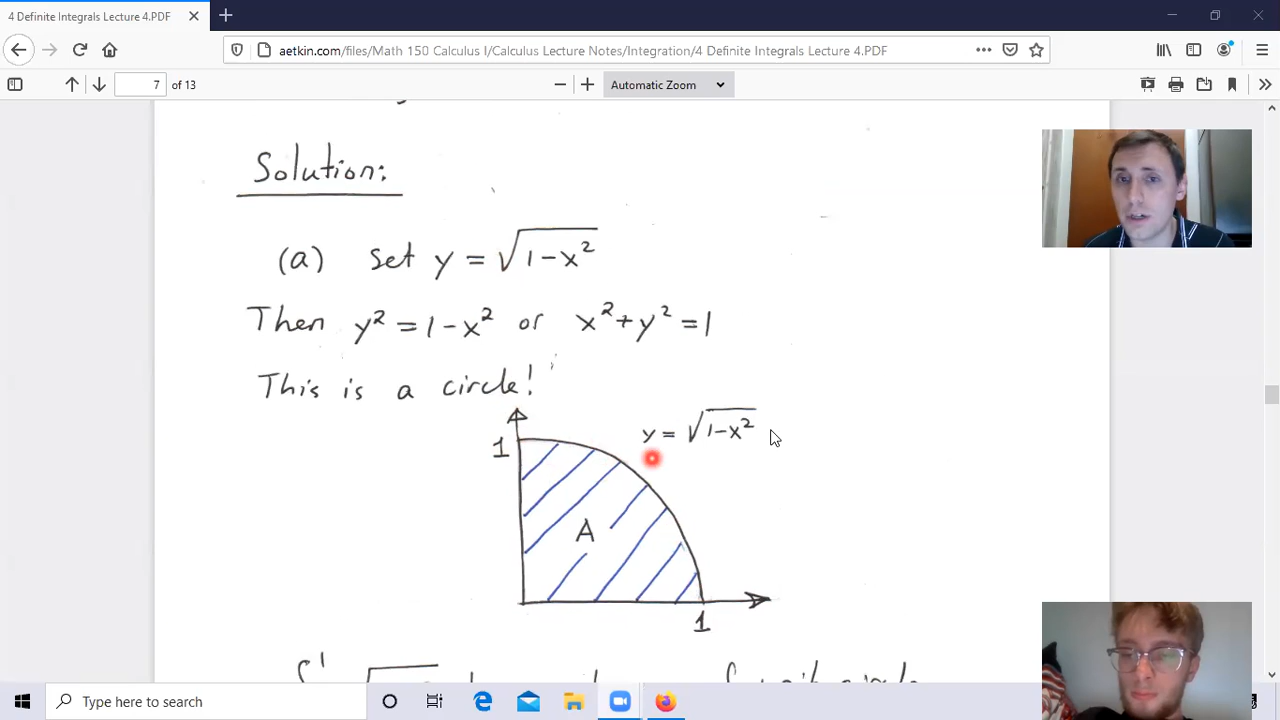 4 Definite Integrals Lecture 4.PDF
aetkin.com/files/Math 150 Calculus I/Calculus Lecture Notes/Integration/4 Definite Integrals Lecture 4.PDF
7 of 13
Automatic Zoom
Solution:
(a) Set y = √1-x²
Then y² = 1-x² or x²+y² = 1
This is a circle!
y = √1-x²
1
A
1
Type here to search